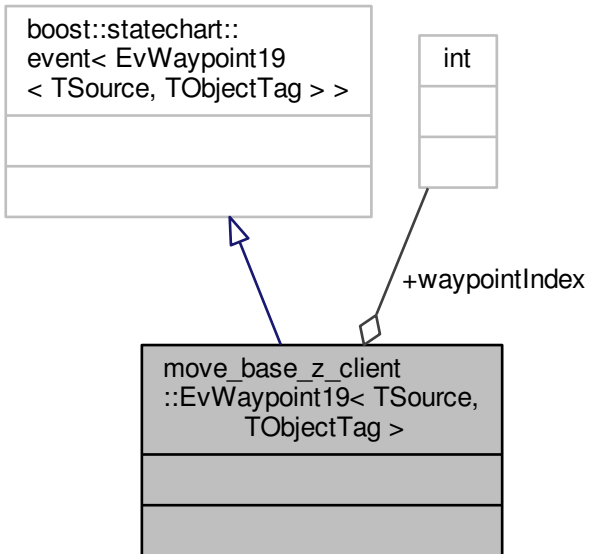 boost::statechart::
event< EvWaypoint19
< TSource, TObjectTag > >
int
+waypointIndex
move_base_z_client
::EvWaypoint19< TSource,
TObjectTag >